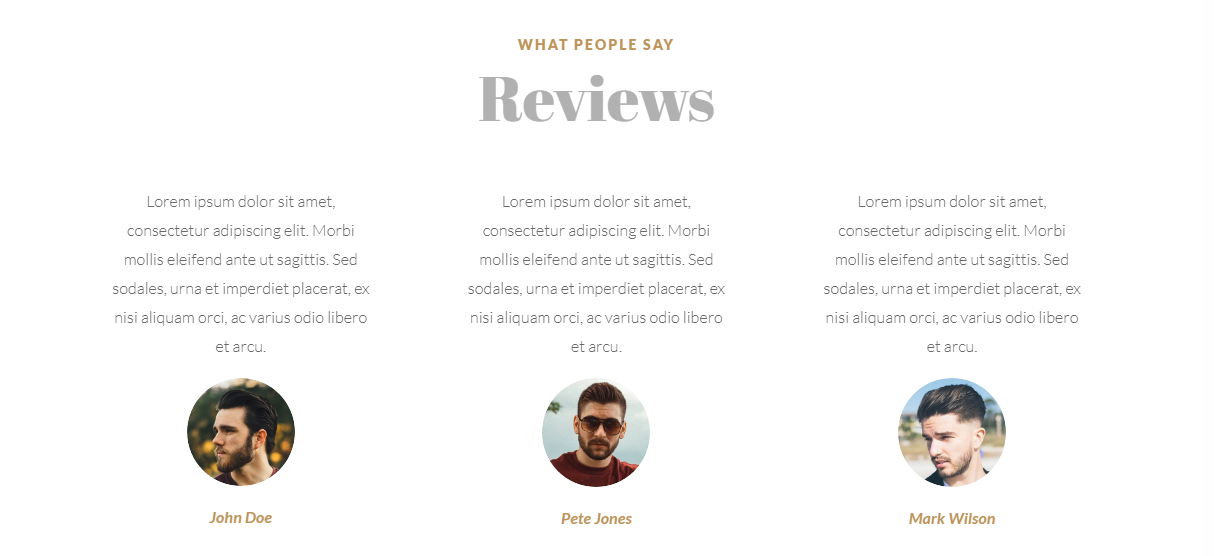 WHAT PEOPLE SAY
Reviews
Lorem ipsum dolor sit amet,
consectetur adipiscing elit. Morbi
mollis eleifend ante ut sagittis. Sed
sodales, urna et imperdiet placerat, ex
nisi aliquam orci, ac varius odio libero
et arcu.
John Doe
Lorem ipsum dolor sit amet,
consectetur adipiscing elit. Morbi
mollis eleifend ante ut sagittis. Sed
sodales, urna et imperdiet placerat, ex
nisi aliquam orci, ac varius odio libero
et arcu.
Pete Jones
Lorem ipsum dolor sit amet,
consectetur adipiscing elit. Morbi
mollis eleifend ante ut sagittis. Sed
sodales, urna et imperdiet placerat, ex
nisi aliquam orci, ac varius odio libero
et arcu.
Mark Wilson